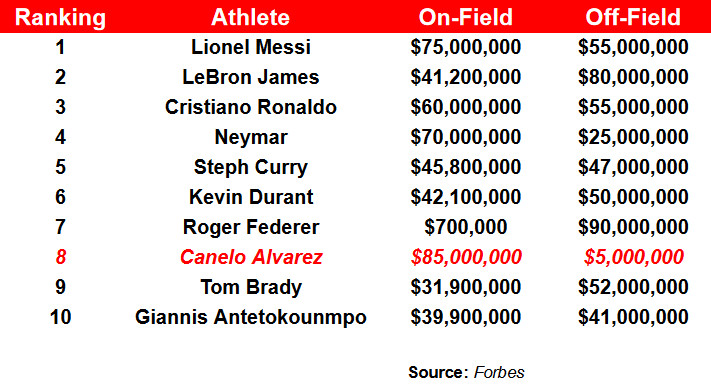 Ranking Athlete On-Field Off-Field
1 Lionel Messi $75,000,000 $55,000,000
2 LeBron James $41,200,000 $80,000,000
3 Cristiano Ronaldo $60,000,000 $55,000,000
4 Neymar $70,000,000 $25,000,000
5 Steph Curry $45,800,000 $47,000,000
6 Kevin Durant $42,100,000 $50,000,000
7 Roger Federer $700,000 $90,000,000
8 Canelo Alvarez $85,000,000 $5,000,000
9 Tom Brady $31,900,000 $52,000,000
10 Giannis Antetokounmpo $39,900,000 $41,000,000
Source: Forbes